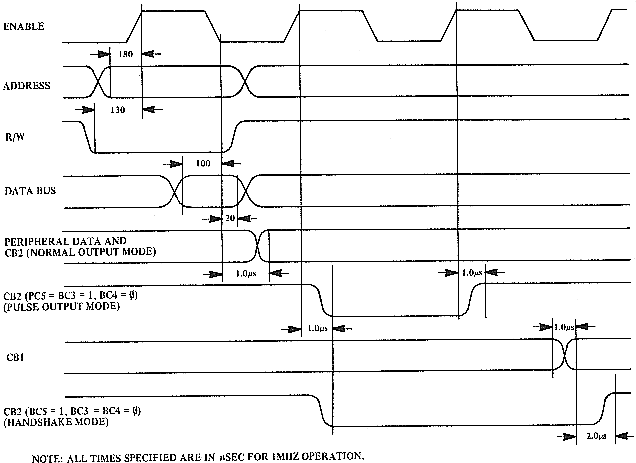 ENABLE
180
ADDRESS
130
R/W
100
DATA BUS
20
PERIPHERAL DATA AND
CB2 (NORMAL OUTPUT MODE)
1.0µs
1.0µs
CB2 (PC5 = BC3 = 1, BC4 = Ø)
(PULSE OUTPUT MODE)
1.0µs
1.0µs
CB1
CB2 (BC5 = 1, BC3 = BC4 = Ø)
(HANDSHAKE MODE)
2.0µs
NOTE: ALL TIMES SPECIFIED ARE IN µSEC FOR 1MHZ OPERATION.